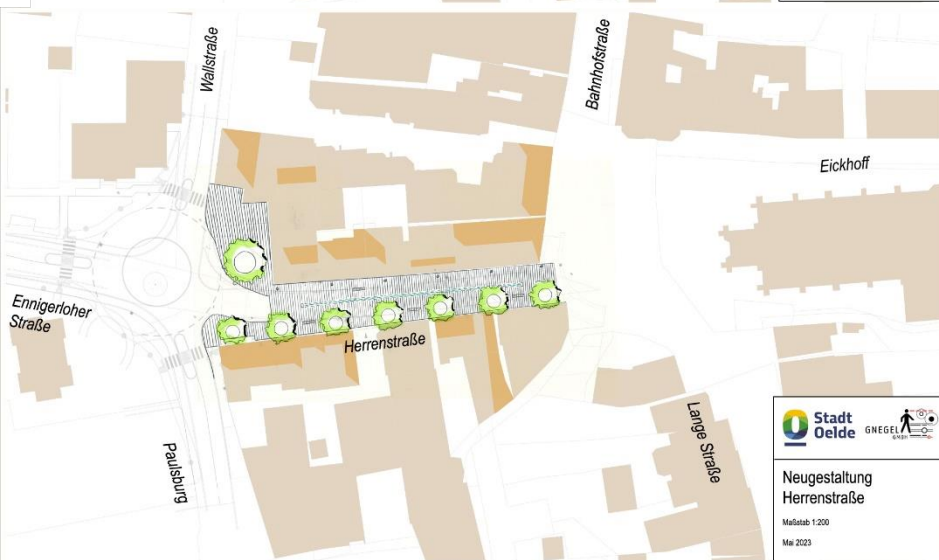 Wallstraße
Bahnhofstraße
Eickhoff
Ennigerloher
Straße
Herrenstraße
Paulsburg
Lange Straße
Stadt
Oelde
GNEGEL
GMBH
Neugestaltung
Herrenstraße
Maßstab 1:200
Mai 2023